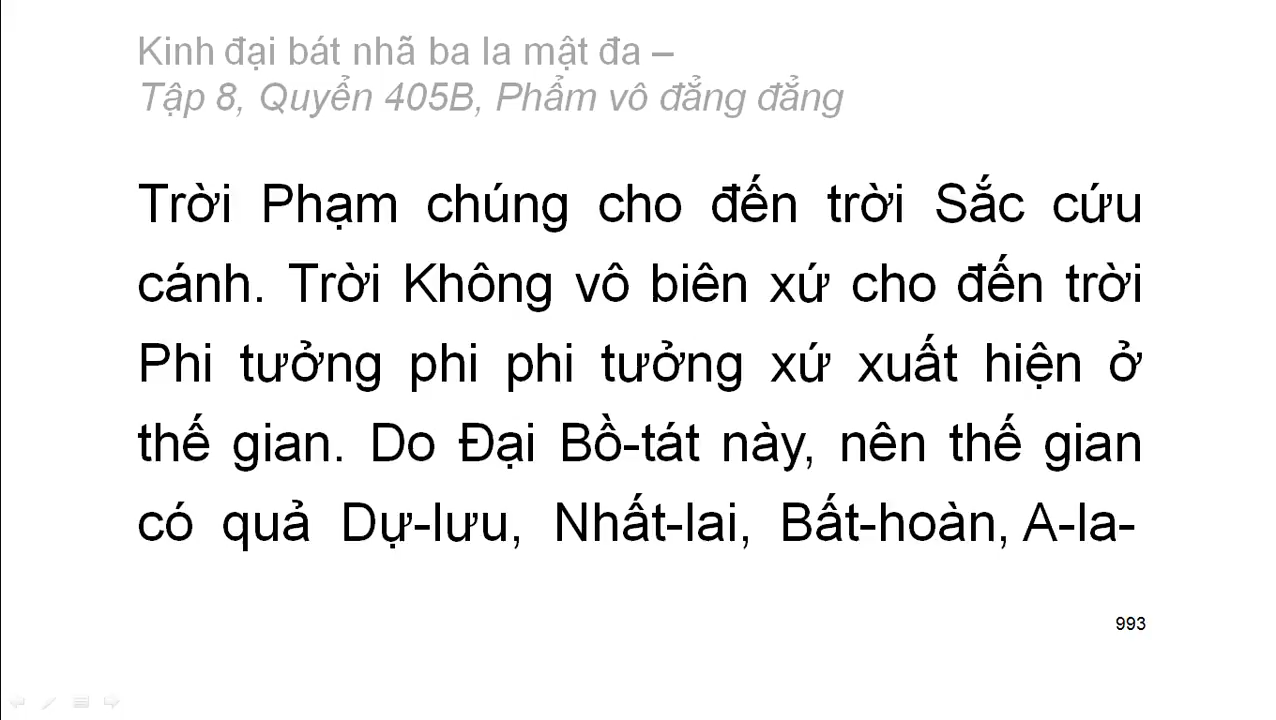 Kinh đại bát nhã ba la mật đa –
Tập 8, Quyển 405B, Phẩm vô đẳng đẳng
Trời Phạm chúng cho đến trời Sắc cứu
cánh. Trời Không vô biên xứ cho đến trời
Phi tưởng phi phi tưởng xứ xuất hiện ở
thế gian. Do Đại Bồ-tát này, nên thế gian
có quả Dự-lưu, Nhất-lai, Bất-hoàn, A-la-
993